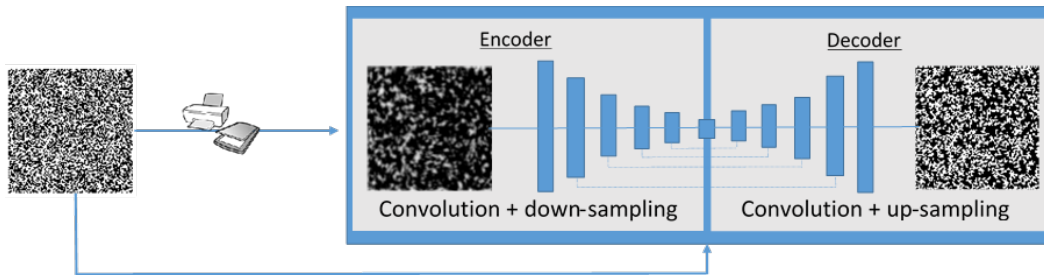 Encoder
Decoder
Convolution + down-sampling
Convolution + up-sampling